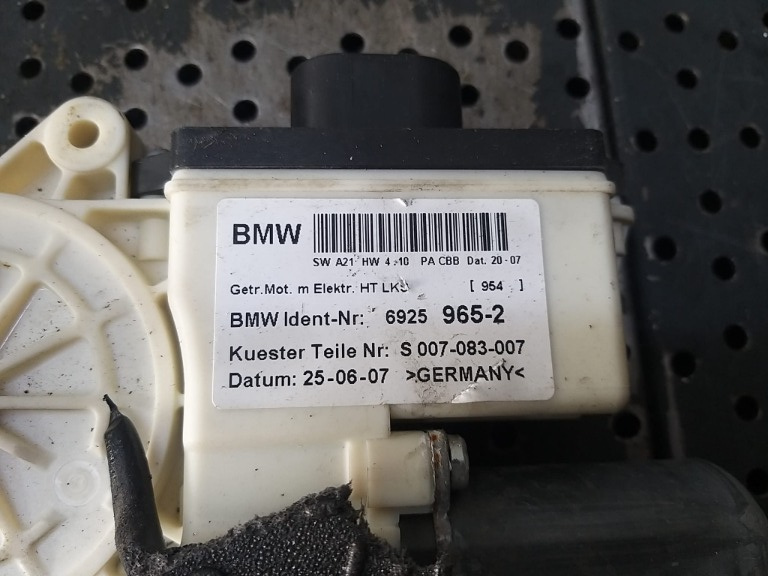 BMW
SW A21 HW 4.10 PA CBB Dat. 20-07
Getr.Mot. m Elektr. HT [ 954 ]
BMW Ident-Nr: 6925 965-2
Kuester Teile Nr: S 007-083-007
Datum: 25-06-07 >GERMANY<